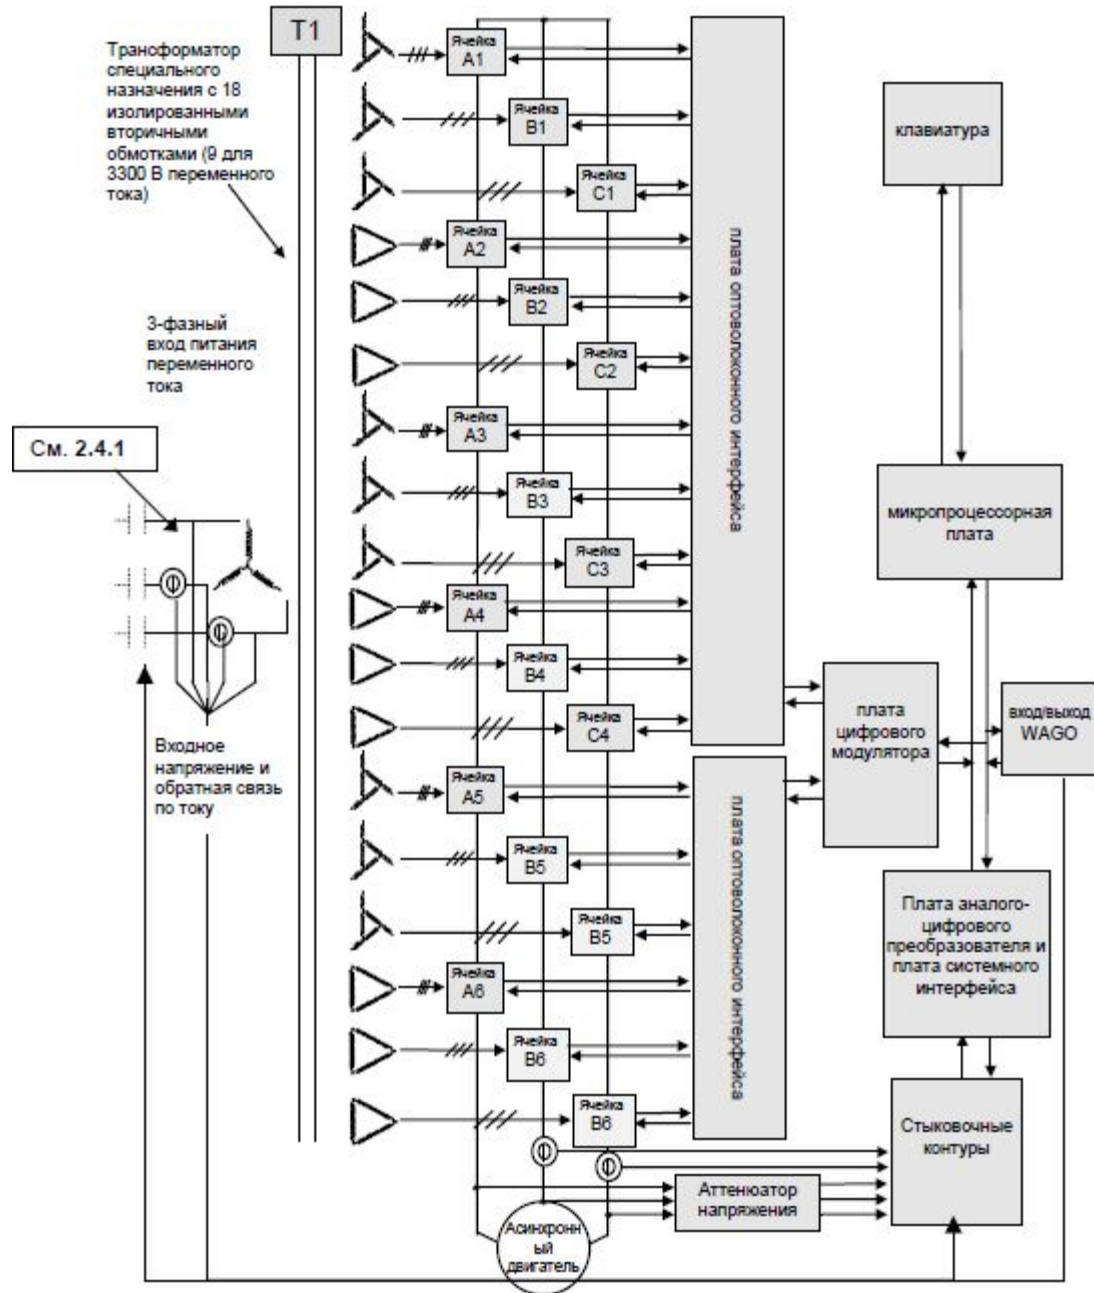 T1
Трансформатор
специального
назначения с 18
изолированными
вторичными
обмотками (9 для
3300 В переменного
тока)
3-фазный
вход питания
переменного
тока
См. 2.4.1
Входное
напряжение и
обратная связь
по току
Ячейка
A1
Ячейка
B1
Ячейка
C1
Ячейка
A2
Ячейка
B2
Ячейка
C2
Ячейка
A3
Ячейка
B3
Ячейка
C3
Ячейка
A4
Ячейка
B4
Ячейка
C4
Ячейка
A5
Ячейка
B5
Ячейка
B5
Ячейка
A6
Ячейка
B6
Ячейка
B6
плата оптоволоконного интерфейса
плата оптоволоконного интерфейса
клавиатура
микропроцессорная
плата
плата
цифрового
модулятора
вход/выход
WAGO
Плата аналого-
цифрового
преобразователя и
плата системного
интерфейса
Стыковочные
контуры
Аттенюатор
напряжения
Асинхронн
ый
двигатель